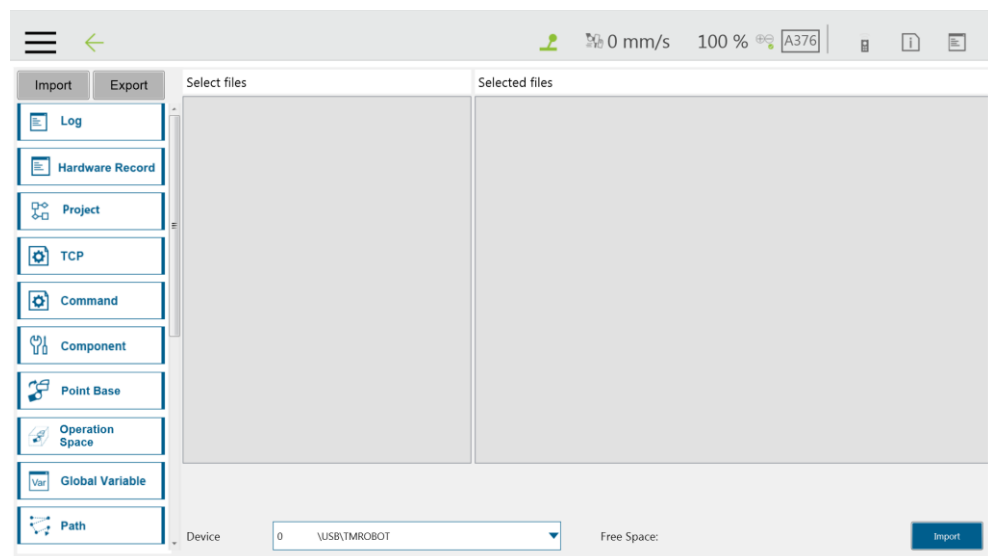 0 mm/s 100 % A376
Import Export Select files Selected files
Log
Hardware Record
Project
TCP
Command
Component
Point Base
Operation
Space
Var Global Variable
Path
Device 0 \USB\TMROBOT Free Space: Import